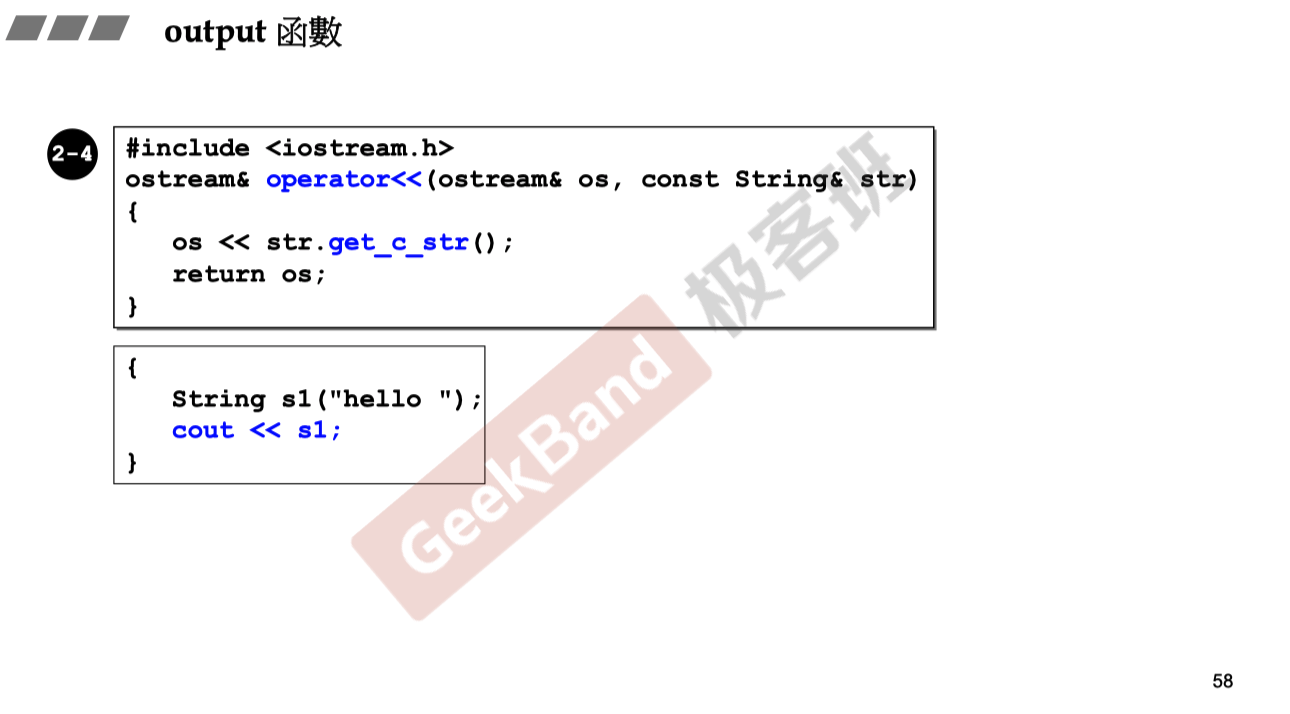 output 函數
2-4
#include <iostream.h>
ostream& operator<<(ostream& os, const String& str)
{
   os << str.get_c_str();
   return os;
}
{
   String s1("hello ");
   cout << s1;
}
GeekBand 极客班
58